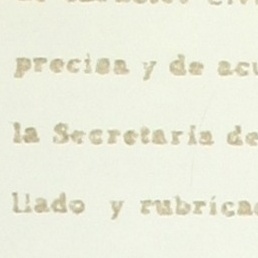 precisa y de acu
la Secretaría de
llado y rubrica